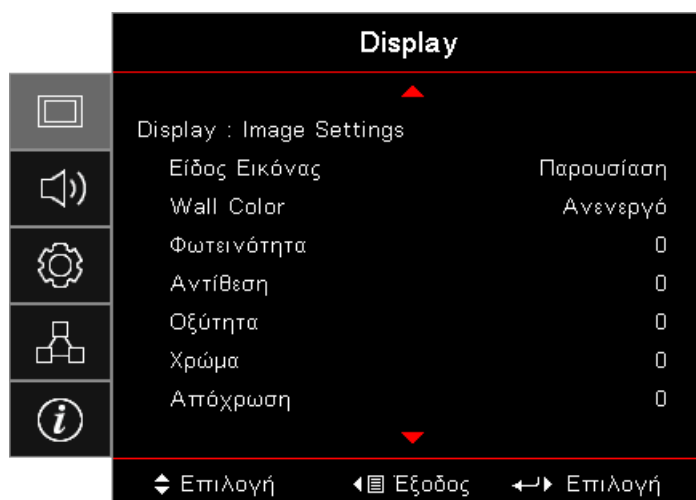 Display
Display : Image Settings
Είδος Εικόνας Παρουσίαση
Wall Color Ανενεργό
Φωτεινότητα 0
Αντίθεση 0
Οξύτητα 0
Χρώμα 0
Απόχρωση 0
Επιλογή Έξοδος Επιλογή